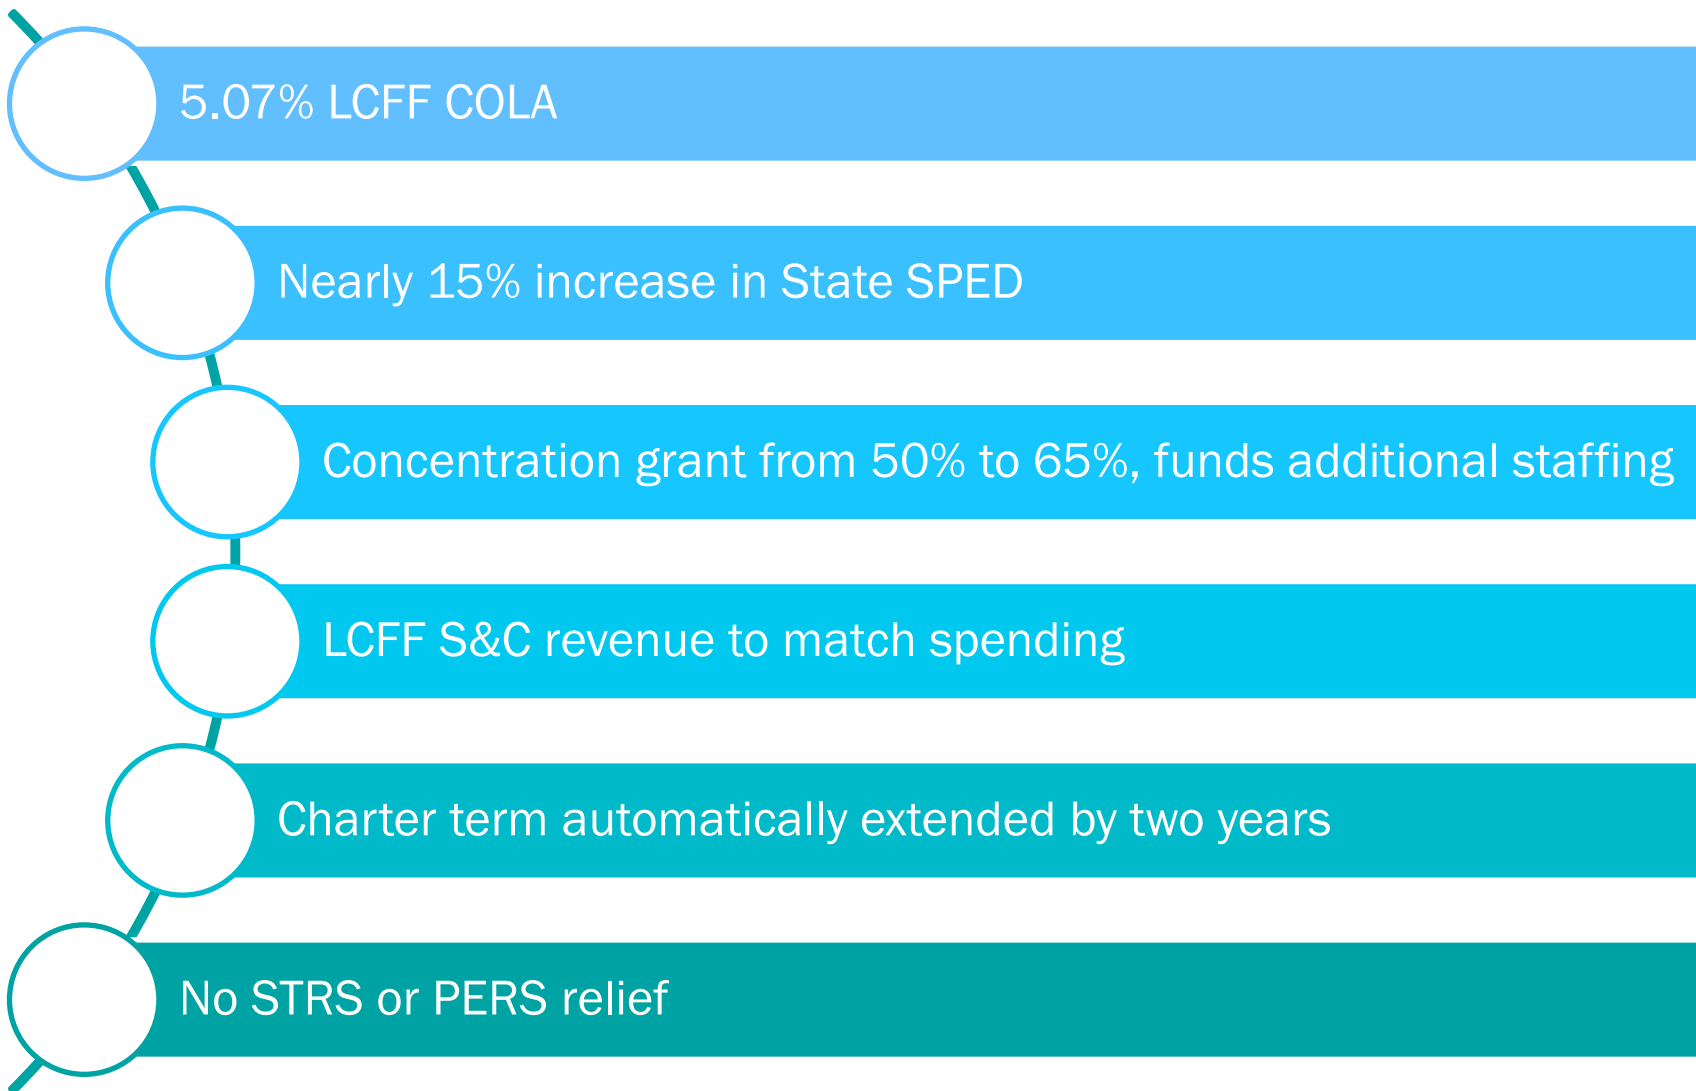 5.07% LCFF COLA
Nearly 15% increase in State SPED
Concentration grant from 50% to 65%, funds additional staffing
LCFF S&C revenue to match spending
Charter term automatically extended by two years
No STRS or PERS relief